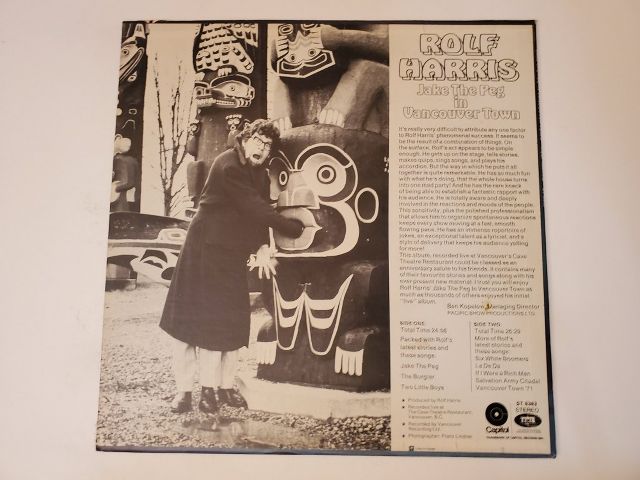 ROLF
HARRIS
Jake The Peg
in
Vancouver Town
It's really very difficult to attribute any one factor
to Rolf Harris' phenomenal success. It seems to
be the result of a combination of things. On
the surface, Rolf's act appears to be simple
enough. He gets up on the stage, tells stories,
makes quips, sings songs, and plays his
accordion. But the way in which he puts it all
together is quite remarkable. He has so much fun
with what he's doing, that the whole house turns
into one mad party! And he has the rare knack
of being able to establish a fantastic rapport with
his audience. He is totally aware and deeply
involved in the reactions and moods of the people.
This sensitivity, plus the polished professionalism
that allows him to organize spontaneous reactions
keeps every show moving at a fast, smooth
flowing pace. He has an immense repertoire of
jokes, an exceptional talent as a lyricist, and a
style of delivery that keeps his audience yelling
for more!
This album, recorded live at Vancouver's Cave
Theatre Restaurant could be classed as an
anniversary salute to his friends. It contains many
of their favourite stories and songs along with his
ever present new material. I trust you will enjoy
Rolf Harris' Jake The Peg in Vancouver Town as
much as thousands of others enjoyed his initial
"live" album.
Ben Kopelow, Managing Director
PACIFIC SHOW PRODUCTIONS LTD.
SIDE ONE:
Total Time 24:56
Packed with Rolf's
latest stories and
these songs:
Jake The Peg
The Burglar
Two Little Boys
SIDE TWO:
Total Time 26:29
More of Rolf's
latest stories and
these songs:
Six White Boomers
La De Da
If I Were a Rich Man
Salvation Army Citadel
Vancouver Town '71
Produced by Rolf Harris
Recorded live at
The Cave Theatre Restaurant,
Vancouver, B.C.
Recorded by Vancouver
Recording Ltd.
Photographer: Franz Lindner
Capitol
ST 6363
STEREO